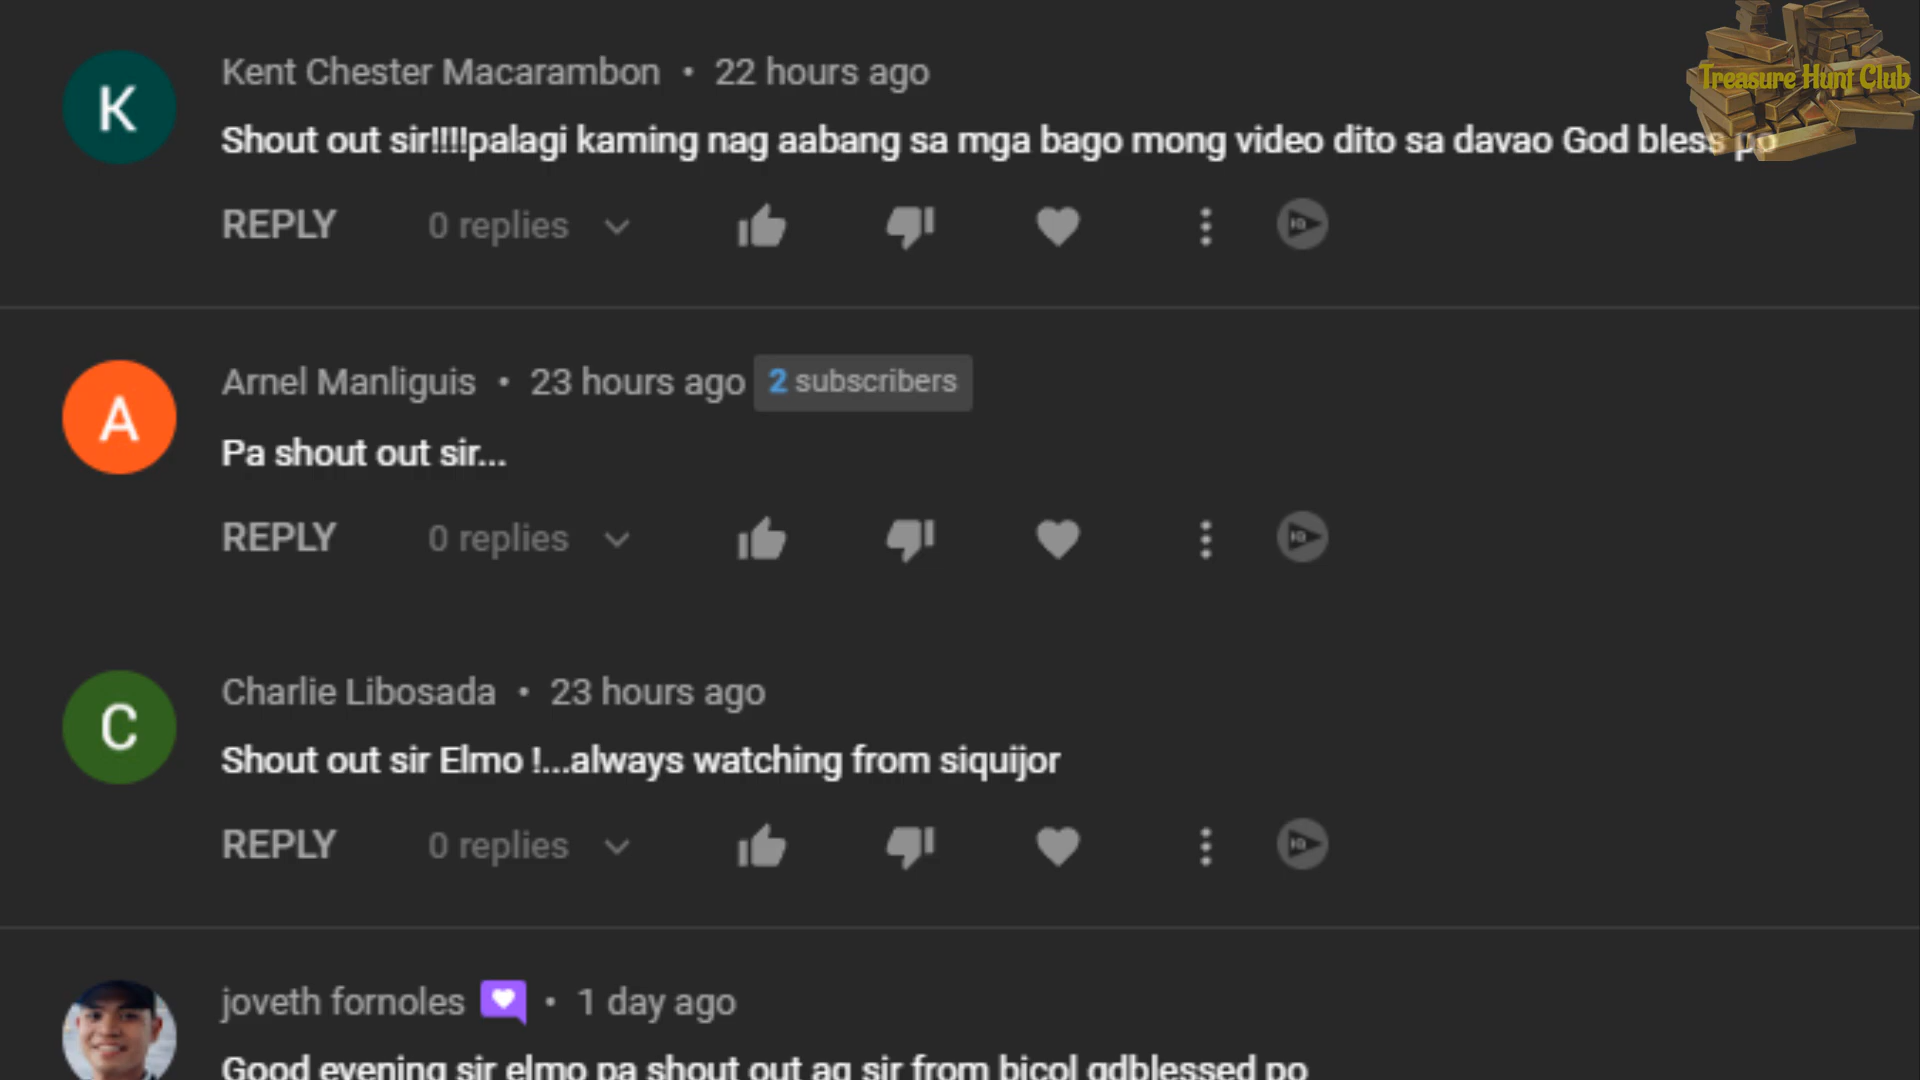 Kent Chester Macarambon • 22 hours ago
Treasure Hunt Club
Shout out sir!!!!palagi kaming nag aabang sa mga bago mong video dito sa davao God bless po
REPLY 0 replies
Arnel Manliguis • 23 hours ago 2 subscribers
Pa shout out sir...
REPLY 0 replies
Charlie Libosada • 23 hours ago
Shout out sir Elmo !...always watching from siquijor
REPLY 0 replies
joveth fornoles • 1 day ago
Good evening sir elmo pa shout out aq sir from bicol gdblessed po